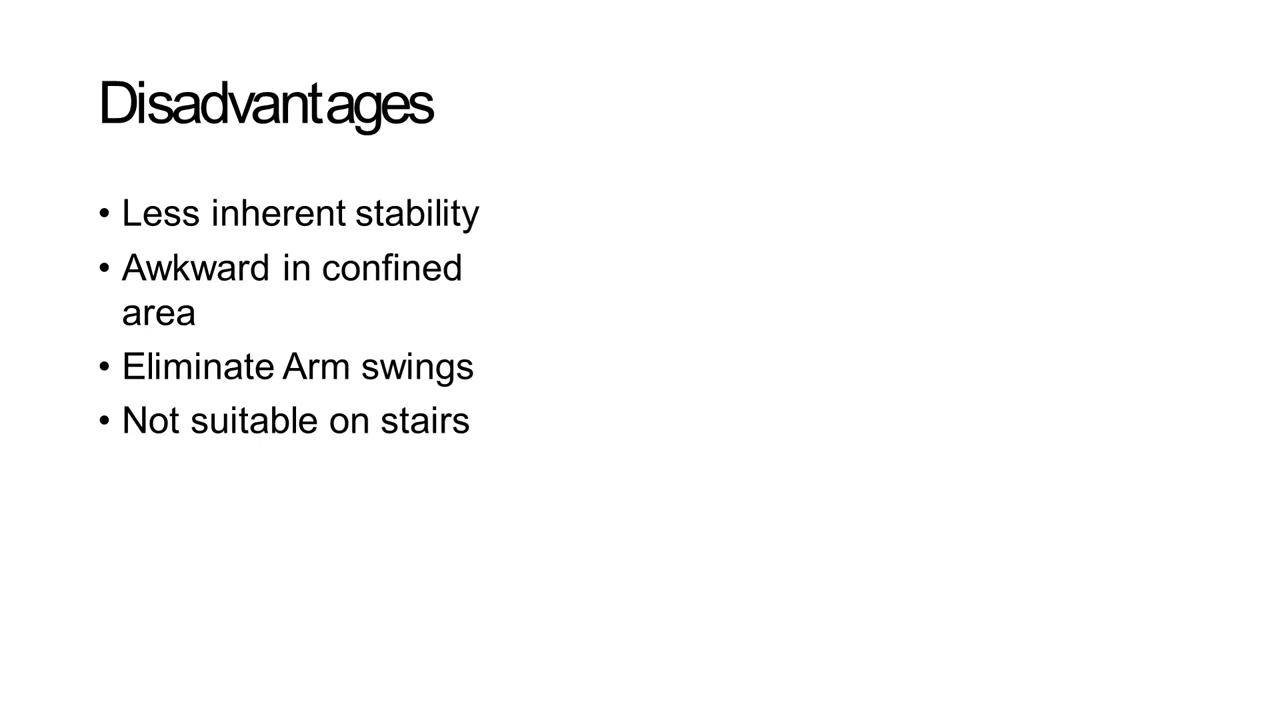 Disadvantages
• Less inherent stability
• Awkward in confined
area
• Eliminate Arm swings
• Not suitable on stairs